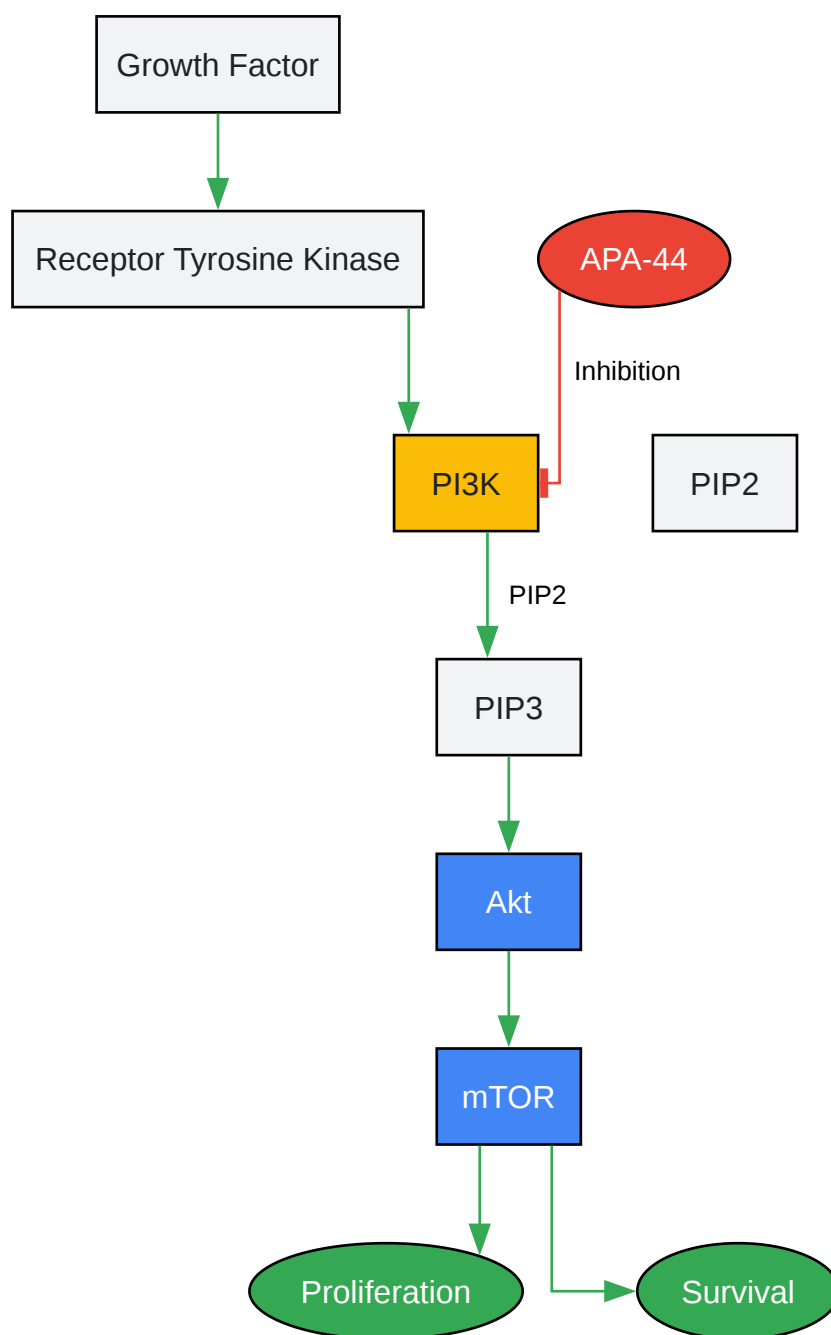 Growth Factor
Receptor Tyrosine Kinase
APA-44
Inhibition
PI3K
PIP2
PIP2
PIP3
Akt
mTOR
Proliferation
Survival